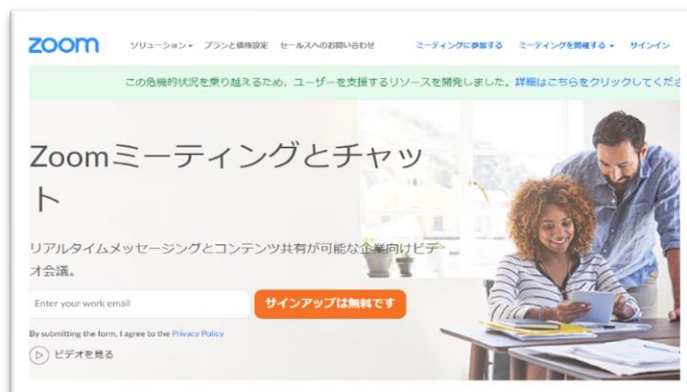 zoom
ソリューション▾ プランと価格設定 セールスへのお問い合わせ ミーティングに参加する ミーティングを開催する ▾ サインイン
この危機的状況を乗り越えるため、ユーザーを支援するリソースを開発しました。詳細はこちらをクリックしてくださ
Zoomミーティングとチャッ
ト
リアルタイムメッセージングとコンテンツ共有が可能な企業向けビデ
オ会議。
Enter your work email サインアップは無料です
By submitting the form, I agree to the Privacy Policy
ビデオを見る